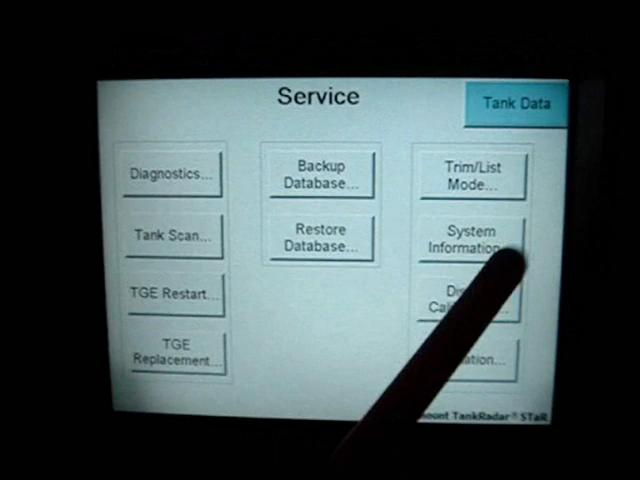 Service
Tank Data
Diagnostics...
Tank Scan...
TGE Restart...
TGE
Replacement...
Backup
Database...
Restore
Database...
Trim/List
Mode...
System
Information...
TankRadar® STaR